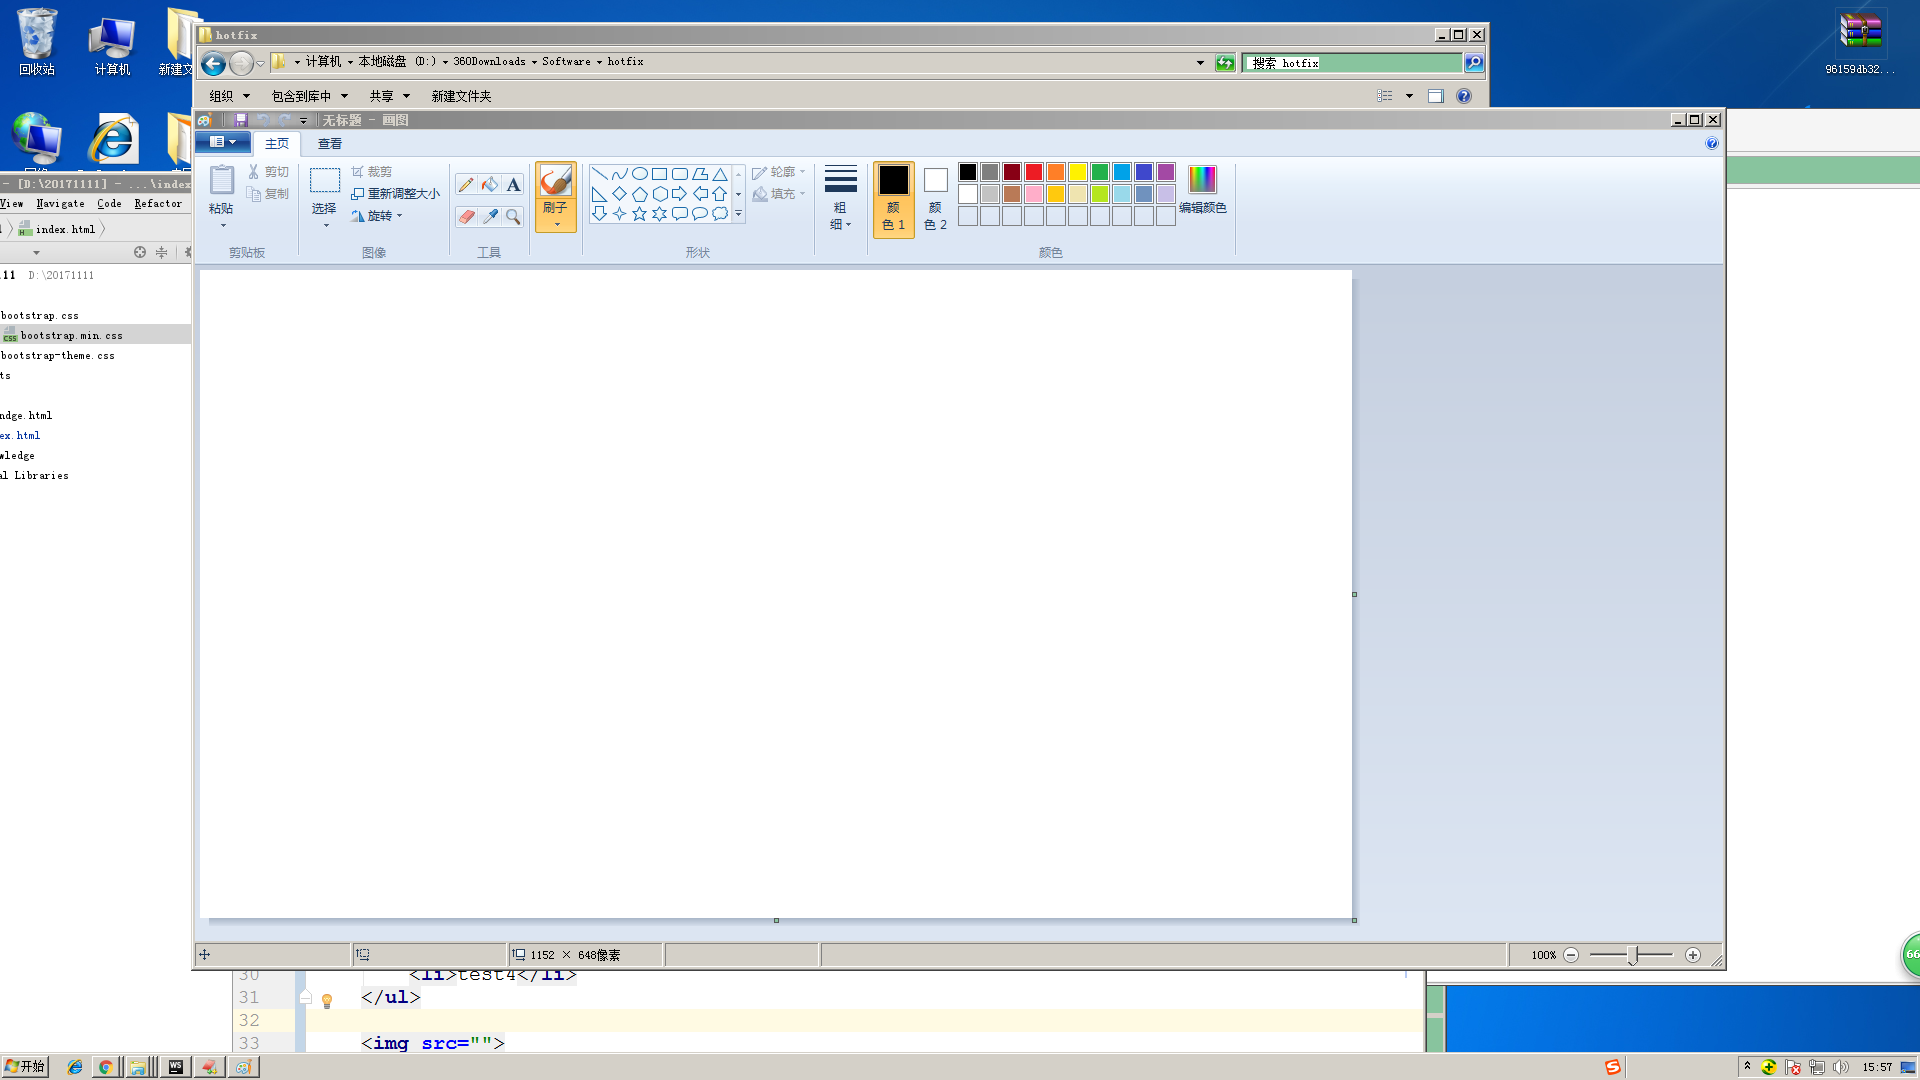 回收站
计算机
新建文
96159db32...
hotfix
计算机 本地磁盘 (D:) 360Downloads Software hotfix
搜索 hotfix
组织 包含到库中 共享 新建文件夹
无标题 - 画图
主页 查看
粘贴
剪切
复制
剪贴板
选择
裁剪
重新调整大小
旋转
图像
A
工具
刷子
轮廓
填充
形状
粗
细
颜
色 1
颜
色 2
编辑颜色
颜色
- [D:\20171111] - ...\index
View Navigate Code Refactor
index.html
11 D:\20171111
bootstrap.css
bootstrap.min.css
bootstrap-theme.css
ts
ndge.html
ex.html
wledge
al Libraries
1152 × 648像素
100%
66
30 <li>test4</li>
31 </ul>
32
33 <img src="">
开始
WS
15:57